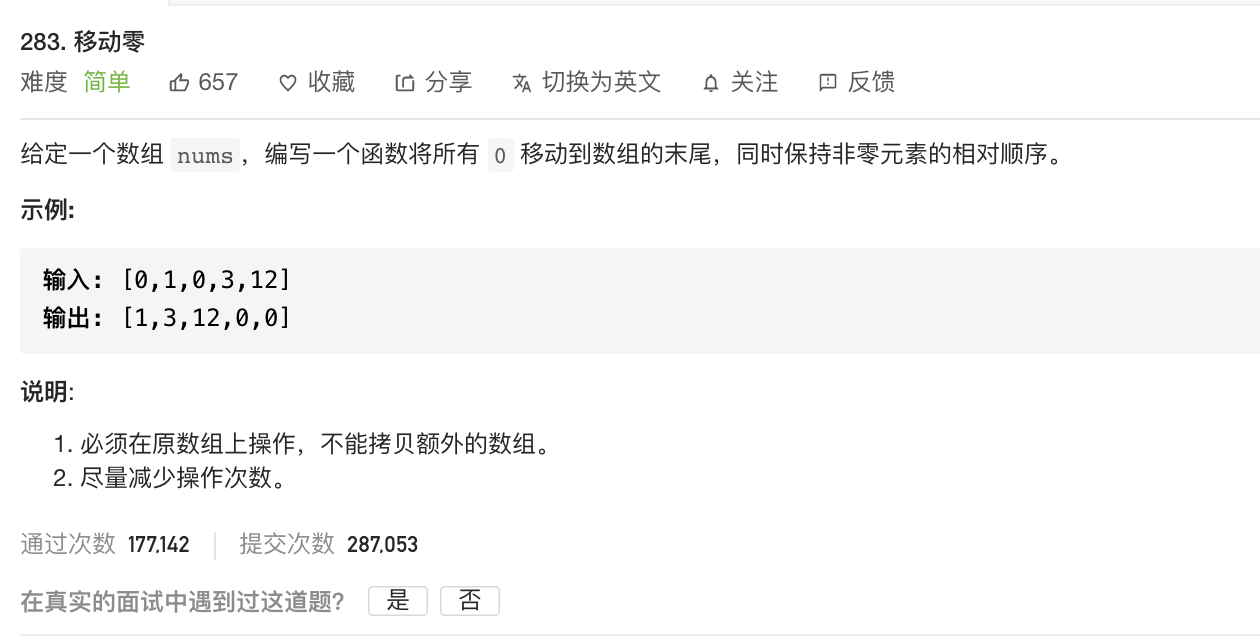 283. 移动零
难度 简单 657 收藏 分享 切换为英文 关注 反馈
给定一个数组 nums，编写一个函数将所有 0 移动到数组的末尾，同时保持非零元素的相对顺序。
示例:
输入: [0,1,0,3,12]
输出: [1,3,12,0,0]
说明:
1. 必须在原数组上操作，不能拷贝额外的数组。
2. 尽量减少操作次数。
通过次数 177,142 提交次数 287,053
在真实的面试中遇到过这道题? 是 否